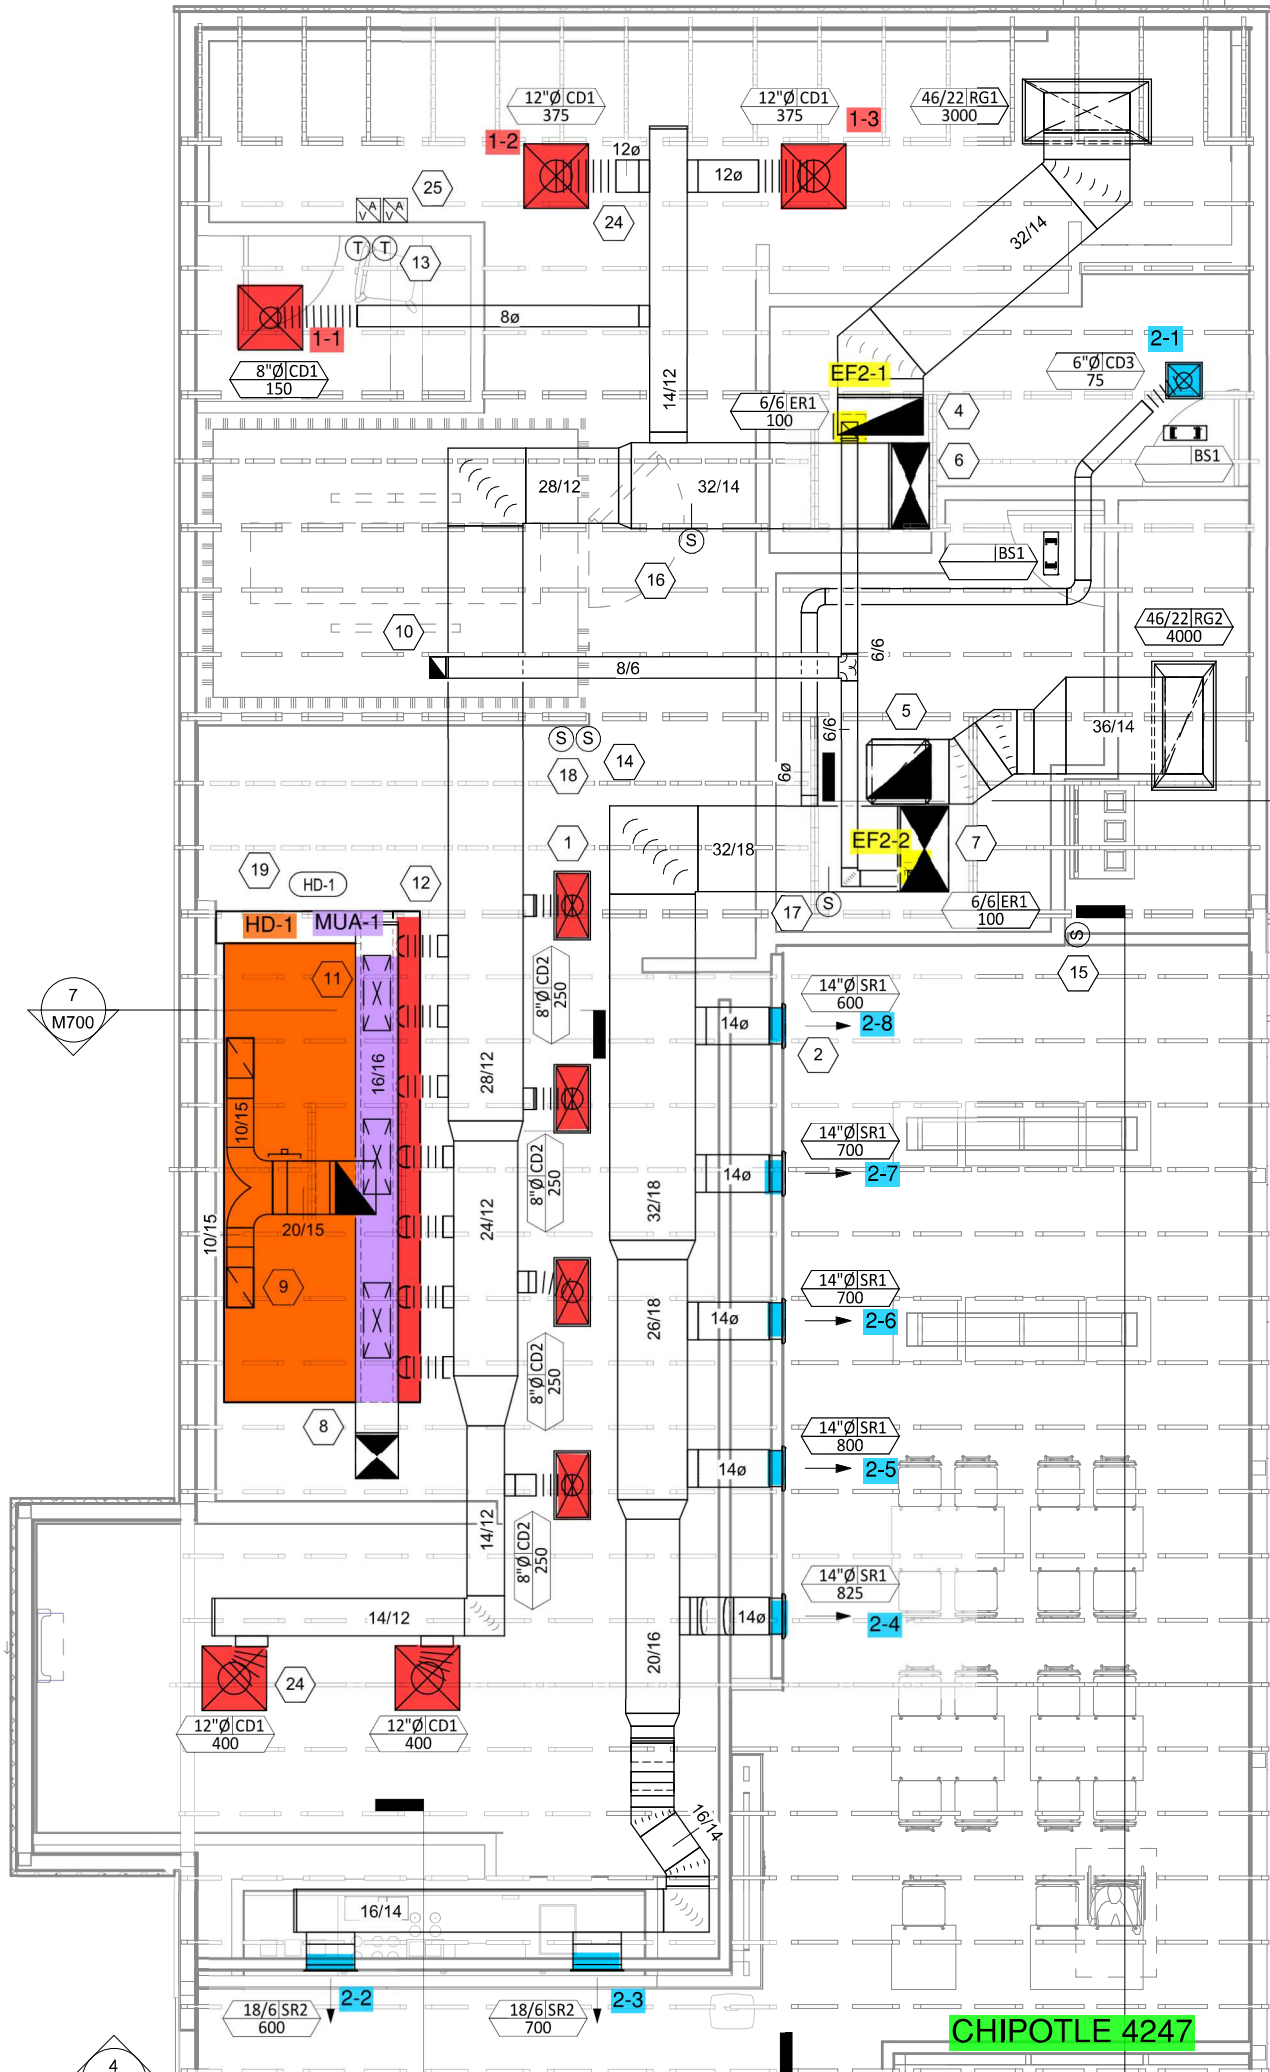 12"Ø CD1
375
12"Ø CD1
375
46/22 RG1
3000
1-2
1-3
12ø
12ø
25
A
V
A
V
24
32/14
T
T
13
8ø
1-1
8"Ø CD1
150
14/12
EF2-1
6/6 ER1
100
6"Ø CD3
75
2-1
4
6
BS1
28/12
32/14
S
BS1
16
10
46/22 RG2
4000
8/6
6/6
5
36/14
6/6
S
S
14
18
6ø
1
32/18
EF2-2
7
19
HD-1
12
17
S
6/6 ER1
100
S
15
HD-1
MUA-1
11
7
M700
8"Ø CD2
250
14"Ø SR1
600
14ø
2-8
2
16/16
28/12
10/15
8"Ø CD2
250
14"Ø SR1
700
14ø
2-7
24/12
32/18
10/15
20/15
9
14"Ø SR1
700
14ø
2-6
26/18
8"Ø CD2
250
8
14"Ø SR1
800
14ø
2-5
14/12
8"Ø CD2
250
14"Ø SR1
825
14/12
14ø
2-4
20/16
24
12"Ø CD1
400
12"Ø CD1
400
16/14
16/14
2-2
2-3
18/6 SR2
600
18/6 SR2
700
CHIPOTLE 4247
4